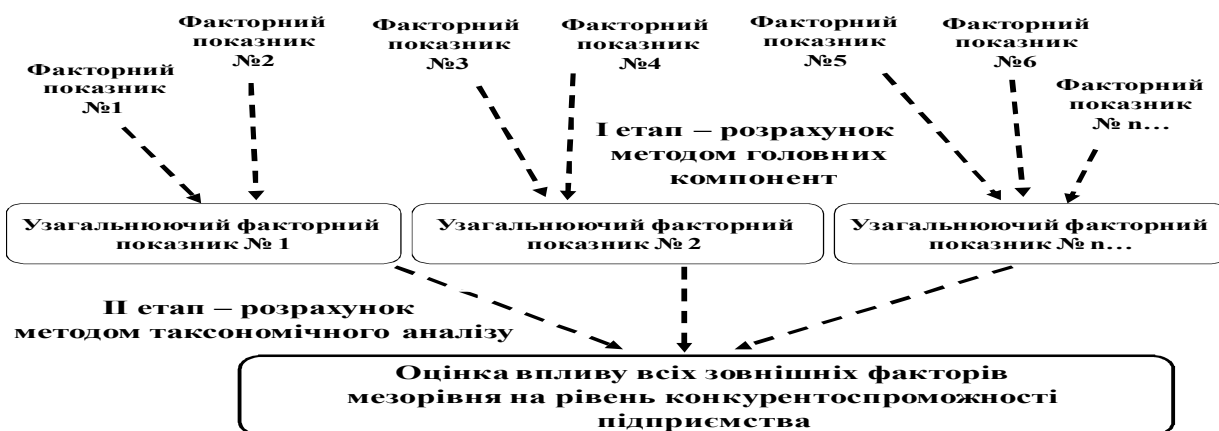 Факторний
показник
№1
Факторний
показник
№2
Факторний
показник
№3
Факторний
показник
№4
Факторний
показник
№5
Факторний
показник
№6
Факторний
показник
№ n…
І етап – розрахунок
методом головних
компонент
Узагальнюючий факторний
показник № 1
Узагальнюючий факторний
показник № 2
Узагальнюючий факторний
показник № n…
ІІ етап – розрахунок
методом таксономічного аналізу
Оцінка впливу всіх зовнішніх факторів
мезорівня на рівень конкурентоспроможності
підприємства